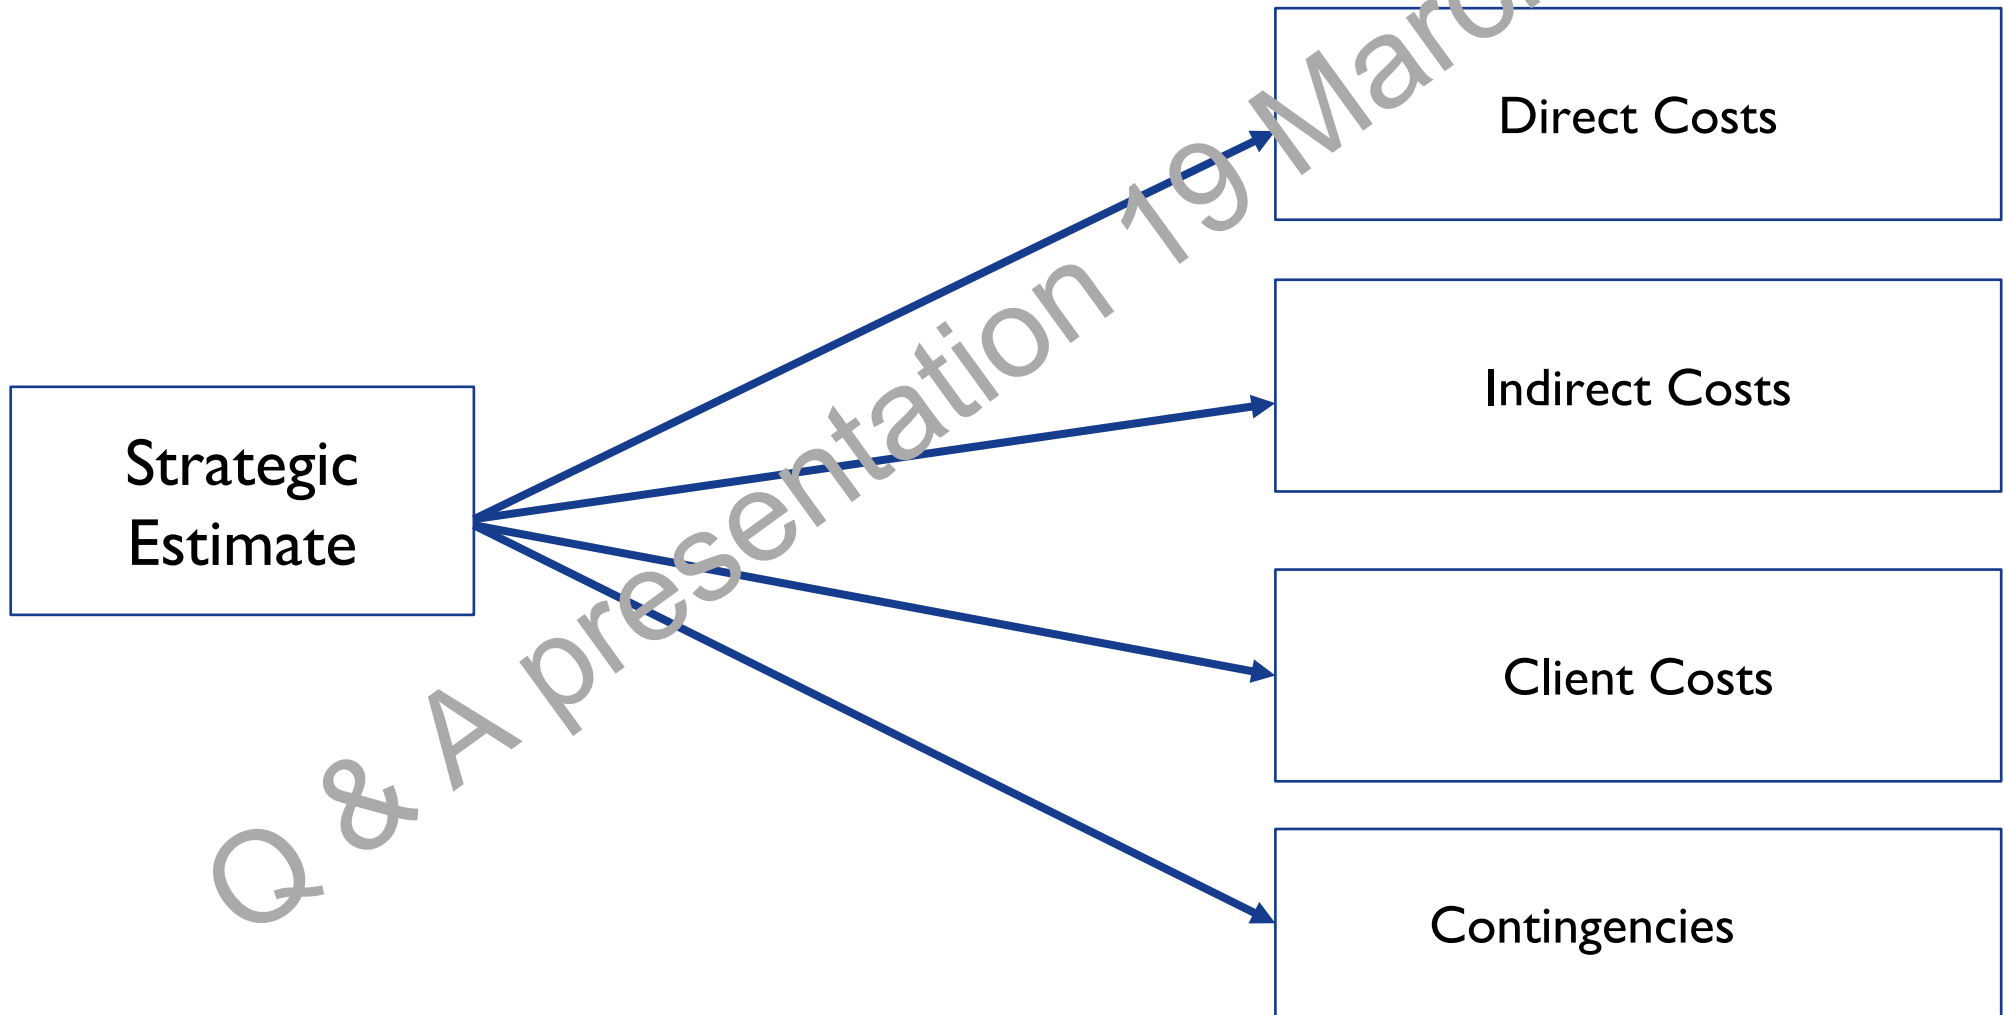 Strategic
Estimate
Direct Costs
Indirect Costs
Client Costs
Contingencies
Q & A presentation 19